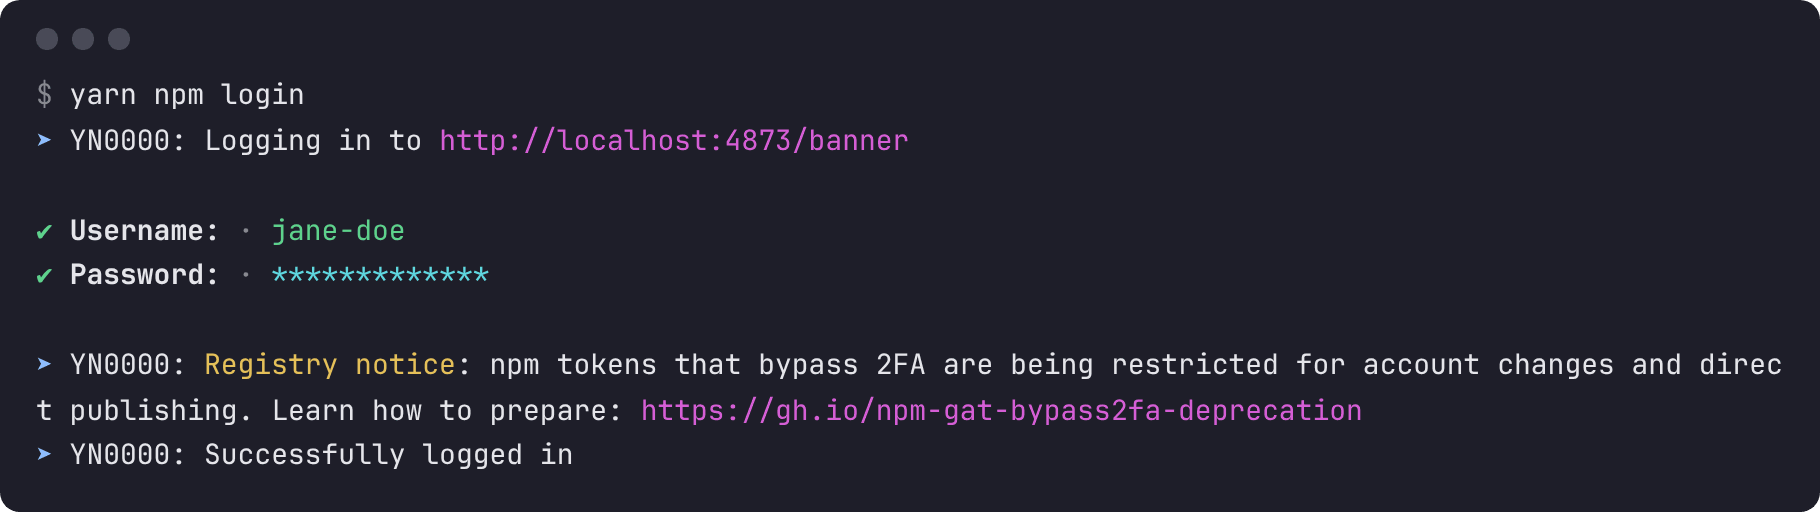 $ yarn npm login
➤ YN0000: Logging in to http://localhost:4873/banner
✔ Username: · jane-doe
✔ Password: · *************
➤ YN0000: Registry notice: npm tokens that bypass 2FA are being restricted for account changes and direc
t publishing. Learn how to prepare: https://gh.io/npm-gat-bypass2fa-deprecation
➤ YN0000: Successfully logged in